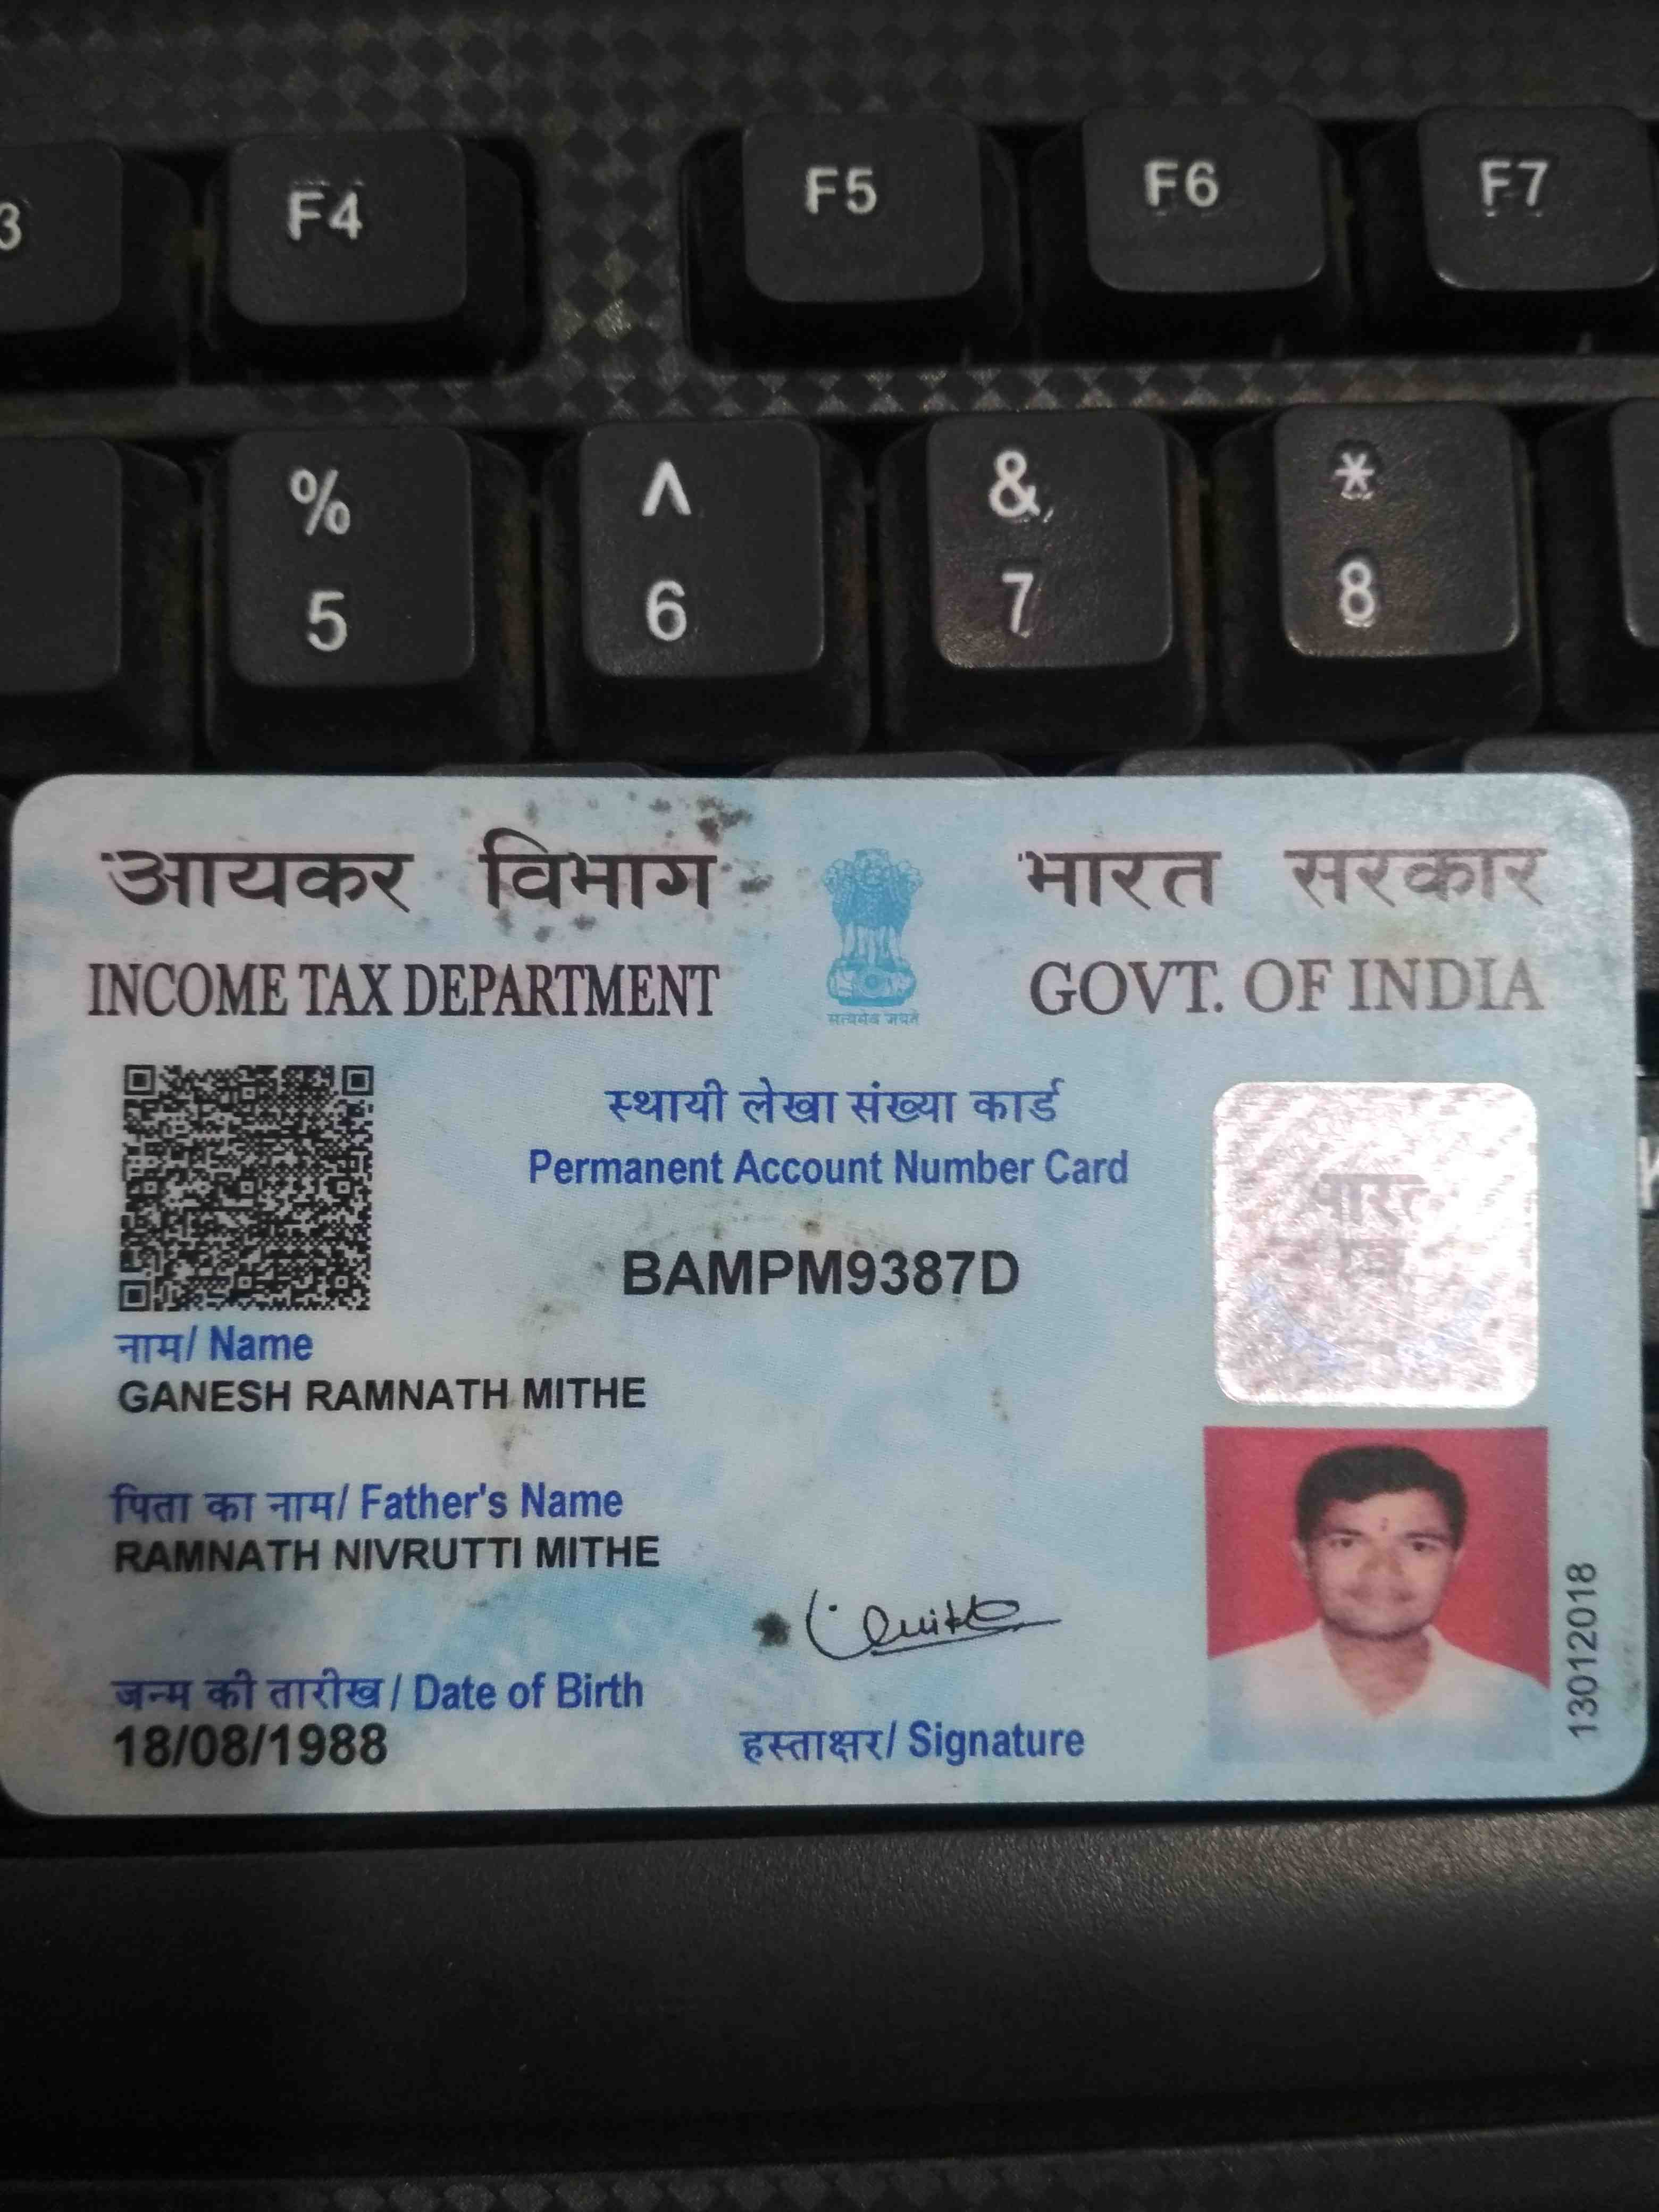 3 F4 F5 F6 F7
% ^ & *
5 6 7 8
आयकर विभाग भारत सरकार
INCOME TAX DEPARTMENT GOVT. OF INDIA
सत्यमेव जयते
स्थायी लेखा संख्या कार्ड
Permanent Account Number Card
BAMPM9387D
नाम/ Name
GANESH RAMNATH MITHE
पिता का नाम/ Father's Name
RAMNATH NIVRUTTI MITHE
जन्म की तारीख/ Date of Birth
18/08/1988
हस्ताक्षर/ Signature
13012018